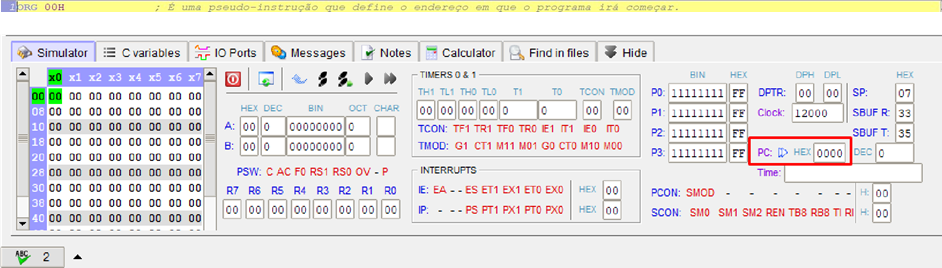 1 ORG 00H ; É uma pseudo-instrução que define o endereço em que o programa irá começar.
Simulator C variables IO Ports Messages Notes Calculator Find in files Hide
x0 x1 x2 x3 x4 x5 x6 x7
00 00 00 00 00 00 00 00 00
08 00 00 00 00 00 00 00 00
10 00 00 00 00 00 00 00 00
18 00 00 00 00 00 00 00 00
20 00 00 00 00 00 00 00 00
28 00 00 00 00 00 00 00 00
30 00 00 00 00 00 00 00 00
38 00 00 00 00 00 00 00 00
40 00 00 00 00 00 00 00 00
HEX DEC BIN OCT CHAR
A: 00 0 00000000 0
B: 00 0 00000000 0
PSW: C AC F0 RS1 RS0 OV - P
R7 R6 R5 R4 R3 R2 R1 R0
00 00 00 00 00 00 00 00
TIMERS 0 & 1
TH1 TL1 TH0 TL0 T1 T0 TCON TMOD
00 00 00 00 0 0 00 00
TCON: TF1 TR1 TF0 TR0 IE1 IT1 IE0 IT0
TMOD: G1 CT1 M11 M01 G0 CT0 M10 M00
INTERRUPTS
IE: EA - - ES ET1 EX1 ET0 EX0 HEX 00
IP: - - - PS PT1 PX1 PT0 PX0 HEX 00
BIN HEX DPH DPL HEX
P0: 11111111 FF DPTR: 00 00 SP: 07
P1: 11111111 FF Clock: 12000 SBUF R: 33
P2: 11111111 FF SBUF T: 35
P3: 11111111 FF PC: HEX 0000 DEC 0
Time:
PCON: SMOD - - - - - - - H: 00
SCON: SM0 SM1 SM2 REN TB8 RB8 TI RI H: 00
ABC 2